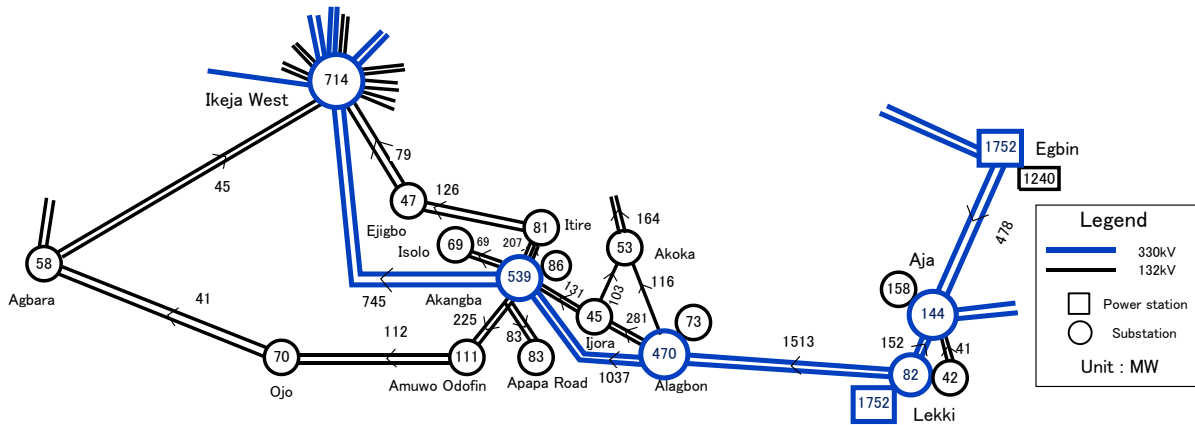 714
Ikeja West
1752
Egbin
1240
79
45
126
47
Ejigbo
81
Itire
164
53
Akoka
Isolo
69
69
207
86
58
Agbara
539
Akangba
745
131
103
116
45
Ijora
281
73
470
Alagbon
1037
225
83
83
Apapa Road
111
Amuwo Odofin
112
41
70
Ojo
1513
478
Aja
158
144
152
41
82
42
1752
Lekki
Legend
330kV
132kV
Power station
Substation
Unit : MW